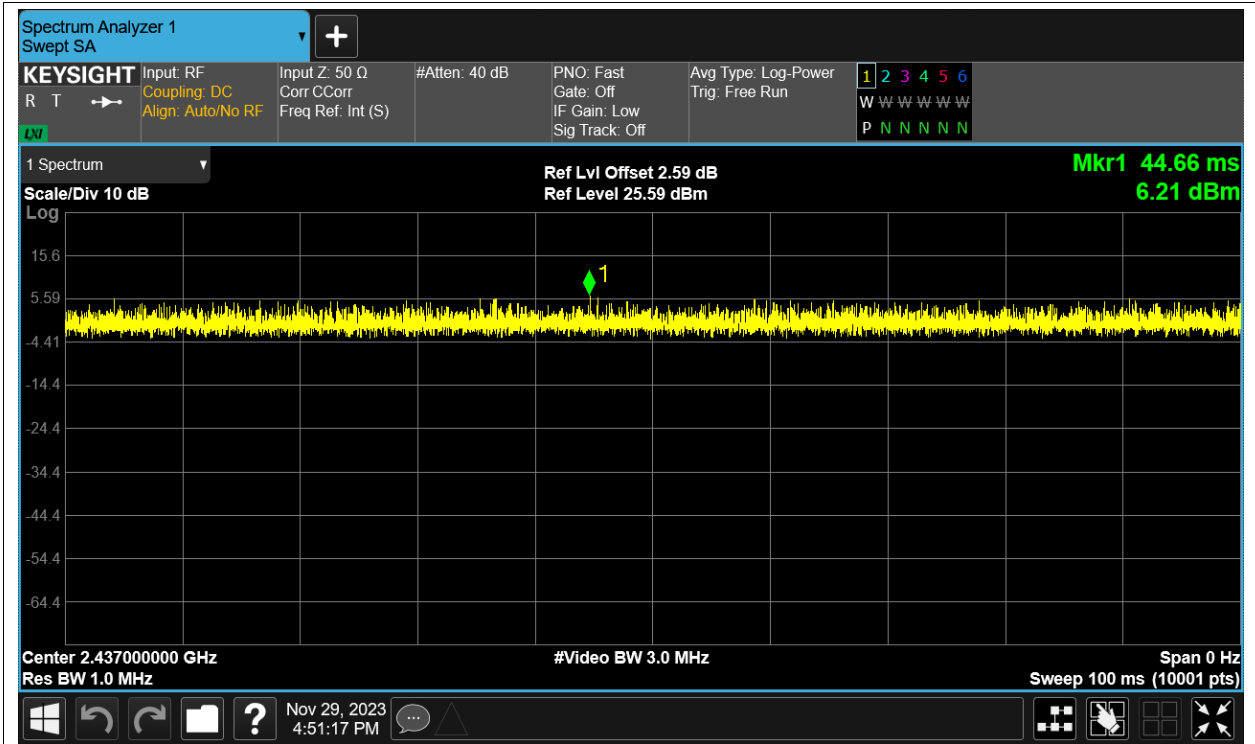 Spectrum Analyzer 1
Swept SA
KEYSIGHT
R T
LXI
Input: RF
Coupling: DC
Align: Auto/No RF
Input Z: 50 Ω
Corr CCorr
Freq Ref: Int (S)
#Atten: 40 dB
PNO: Fast
Gate: Off
IF Gain: Low
Sig Track: Off
Avg Type: Log-Power
Trig: Free Run
1 2 3 4 5 6
W W W W W W
P N N N N N
1 Spectrum
Scale/Div 10 dB
Log
Ref Lvl Offset 2.59 dB
Ref Level 25.59 dBm
Mkr1 44.66 ms
6.21 dBm
15.6
1
5.59
-4.41
-14.4
-24.4
-34.4
-44.4
-54.4
-64.4
Center 2.437000000 GHz
#Video BW 3.0 MHz
Span 0 Hz
Res BW 1.0 MHz
Sweep 100 ms (10001 pts)
?
Nov 29, 2023
4:51:17 PM